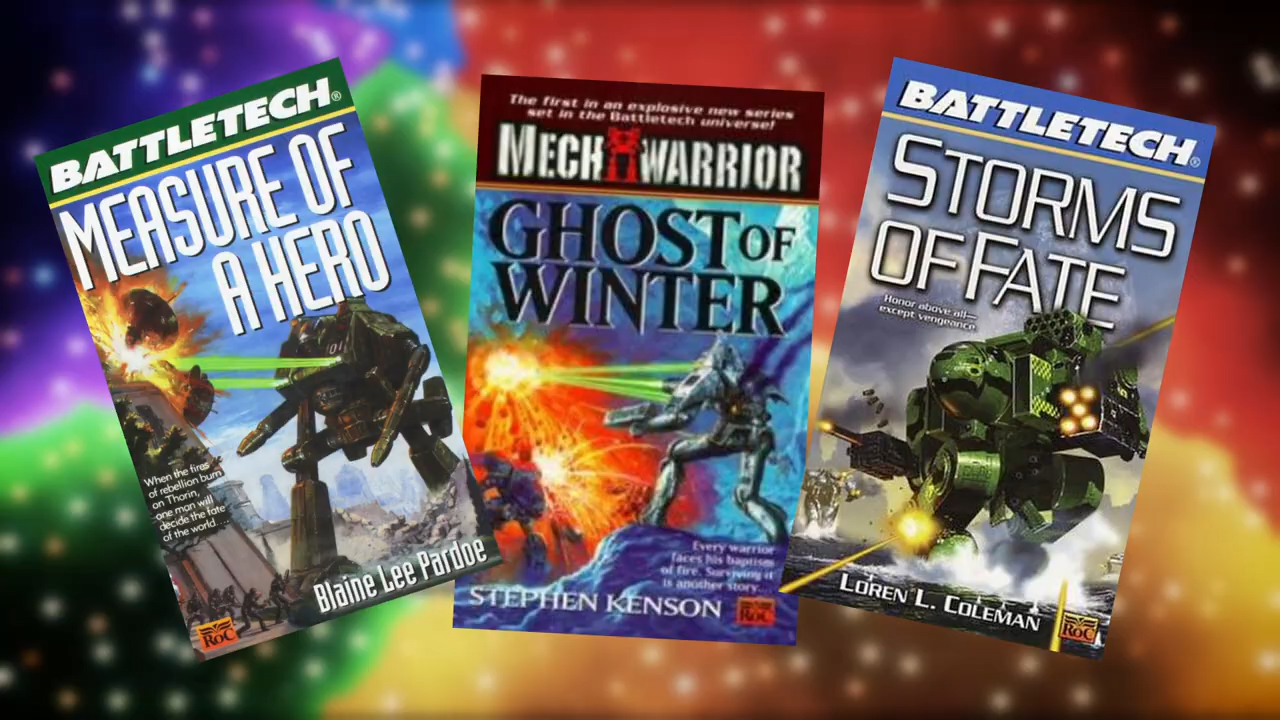 BATTLETECH®
MEASURE OF
A HERO
When the fires
of rebellion burn
on Thorin,
one man will
decide the fate
of the world...
Blaine Lee Pardoe
ROC
The first in an explosive new series
set in the Battletech universe!
MECHWARRIOR
GHOST OF
WINTER
Every warrior
faces his baptism
of fire. Surviving it
is another story...
STEPHEN KENSON
ROC
BATTLETECH®
STORMS
OF FATE
Honor above all—
except vengeance.
LOREN L. COLEMAN
ROC